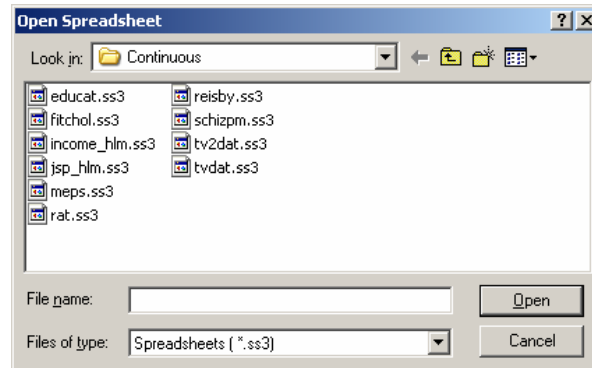 Open Spreadsheet
Look in: Continuous
educat.ss3
fitchol.ss3
income_hlm.ss3
jsp_hlm.ss3
meps.ss3
rat.ss3
reisby.ss3
schizpm.ss3
tv2dat.ss3
tvdat.ss3
File name:
Open
Files of type: Spreadsheets ( *.ss3)
Cancel